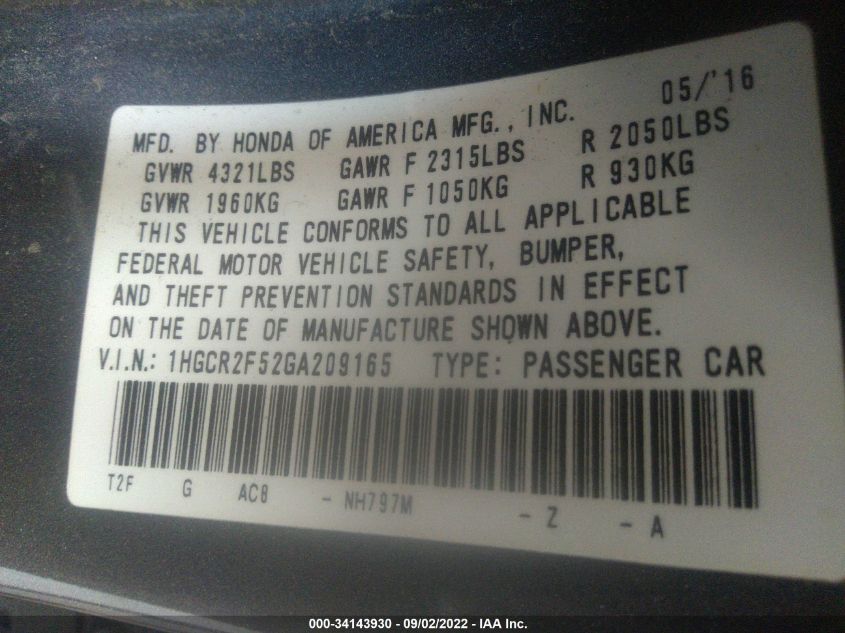 05/'16
MFD. BY HONDA OF AMERICA MFG., INC.
GVWR 4321LBS GAWR F 2315LBS R 2050LBS
GVWR 1960KG GAWR F 1050KG R 930KG
THIS VEHICLE CONFORMS TO ALL APPLICABLE
FEDERAL MOTOR VEHICLE SAFETY, BUMPER,
AND THEFT PREVENTION STANDARDS IN EFFECT
ON THE DATE OF MANUFACTURE SHOWN ABOVE.
V.I.N.: 1HGCR2F52GA209165 TYPE: PASSENGER CAR
T2F G AC8 - NH797M - Z - A
000-34143930 - 09/02/2022 - IAA Inc.